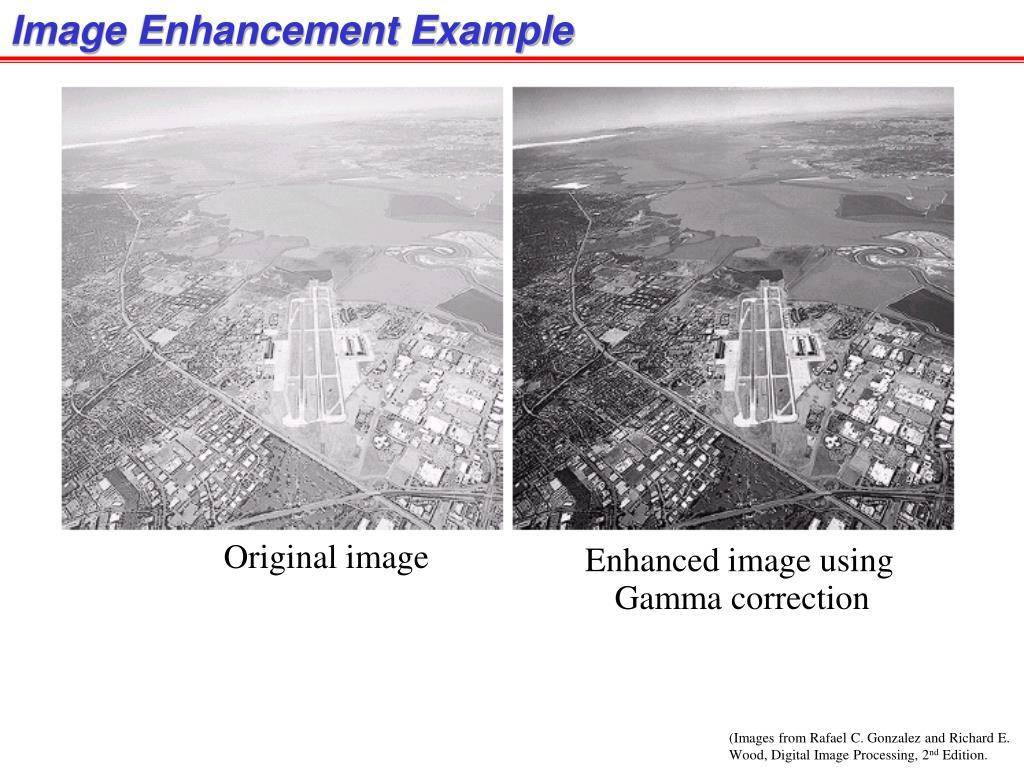 Image Enhancement Example
Original image
Enhanced image using
Gamma correction
(Images from Rafael C. Gonzalez and Richard E.
Wood, Digital Image Processing, 2nd Edition.